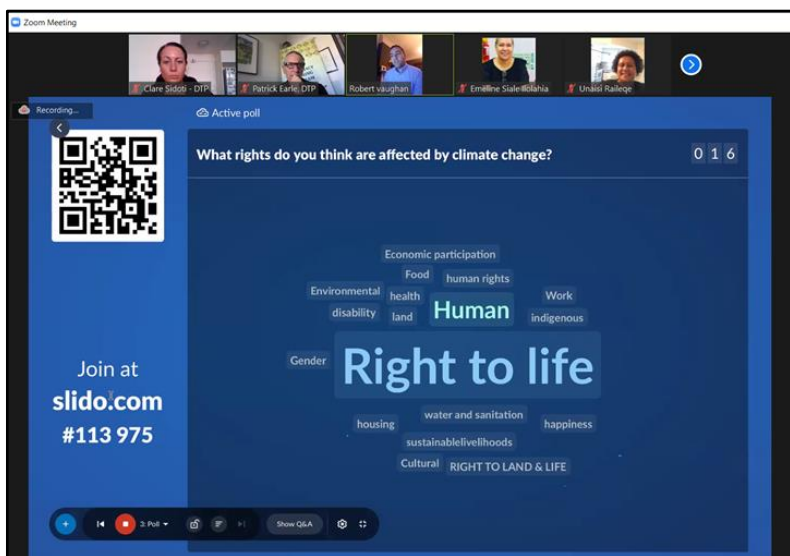 Zoom Meeting
Clare Sidoti - DTP
Patrick Earle, DTP
Robert vaughan
Emeline Siale Ilolahia
Unaisi Raileqe
Recording...
Active poll
What rights do you think are affected by climate change?
0 1 6
Economic participation
Food
human rights
Environmental
health
Work
disability
land
Human
indigenous
Gender
Right to life
housing
water and sanitation
happiness
sustainablelivelihoods
Cultural
RIGHT TO LAND & LIFE
Join at
slido.com
#113 975
3: Poll
Show Q&A